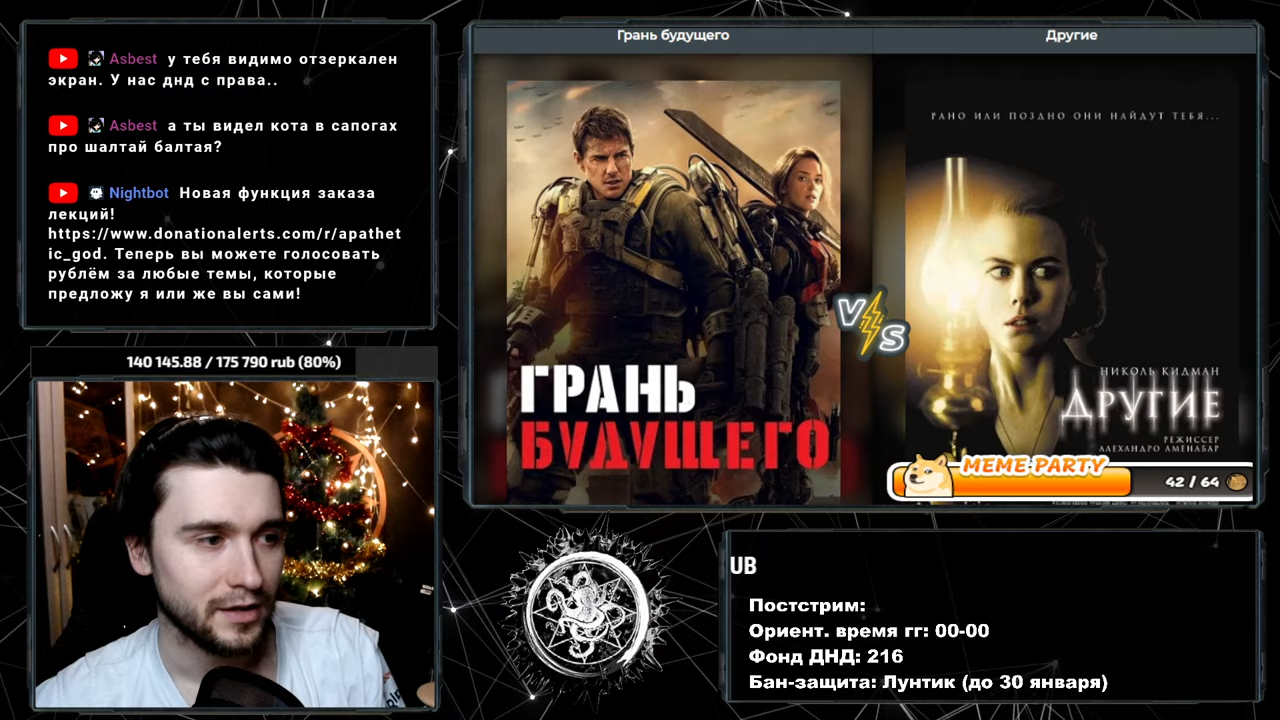 Asbest у тебя видимо отзеркален
экран. У нас днд с права..
Asbest а ты видел кота в сапогах
про шалтай балтая?
Nightbot Новая функция заказа
лекций!
https://www.donationalerts.com/r/apathet
ic_god. Теперь вы можете голосовать
рублём за любые темы, которые
предложу я или же вы сами!
140 145.88 / 175 790 rub (80%)
Грань будущего
Другие
РАНО ИЛИ ПОЗДНО ОНИ НАЙДУТ ТЕБЯ...
VS
ГРАНЬ
БУДУЩЕГО
НИКОЛЬ КИДМАН
ДРУГИЕ
РЕЖИССЕР
АЛЕХАНДРО АМЕНАБАР
MEME PARTY
42 / 64
UB
Постстрим:
Ориент. время гг: 00-00
Фонд ДНД: 216
Бан-защита: Лунтик (до 30 января)